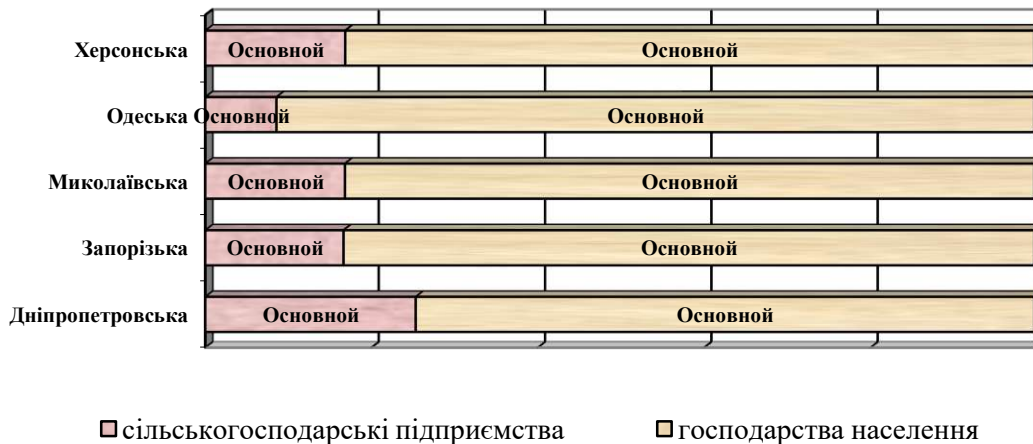 Херсонська Основной Основной
Одеська Основной Основной
Миколаївська Основной Основной
Запорізька Основной Основной
Дніпропетровська Основной Основной
сільськогосподарські підприємства господарства населення